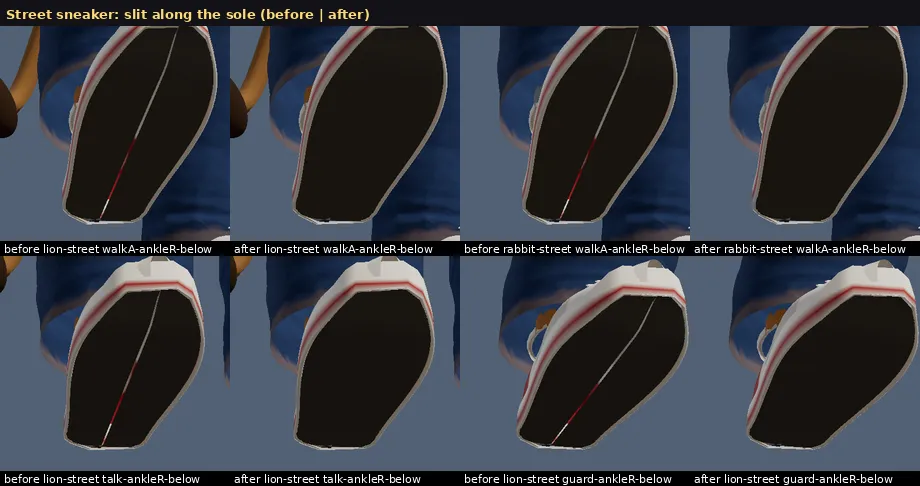 Street sneaker: slit along the sole (before | after)
before lion-street walkA-ankleR-below
after lion-street walkA-ankleR-below
before rabbit-street walkA-ankleR-below
after rabbit-street walkA-ankleR-below
before lion-street talk-ankleR-below
after lion-street talk-ankleR-below
before lion-street guard-ankleR-below
after lion-street guard-ankleR-below